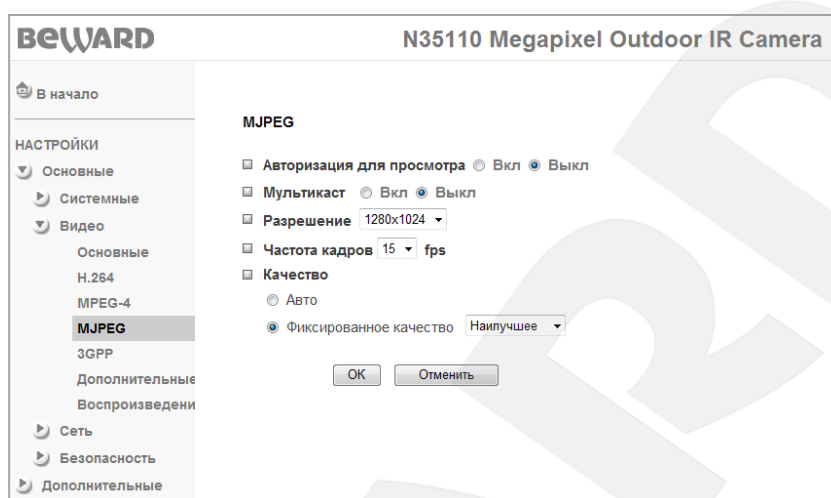 BEWARD
N35110 Megapixel Outdoor IR Camera
В начало
НАСТРОЙКИ
Основные
Системные
Видео
Основные
H.264
MPEG-4
MJPEG
3GPP
Дополнительные
Воспроизведени
Сеть
Безопасность
Дополнительные
MJPEG
Авторизация для просмотра Вкл Выкл
Мультикаст Вкл Выкл
Разрешение 1280x1024
Частота кадров 15 fps
Качество
Авто
Фиксированное качество Наилучшее
OK Отменить